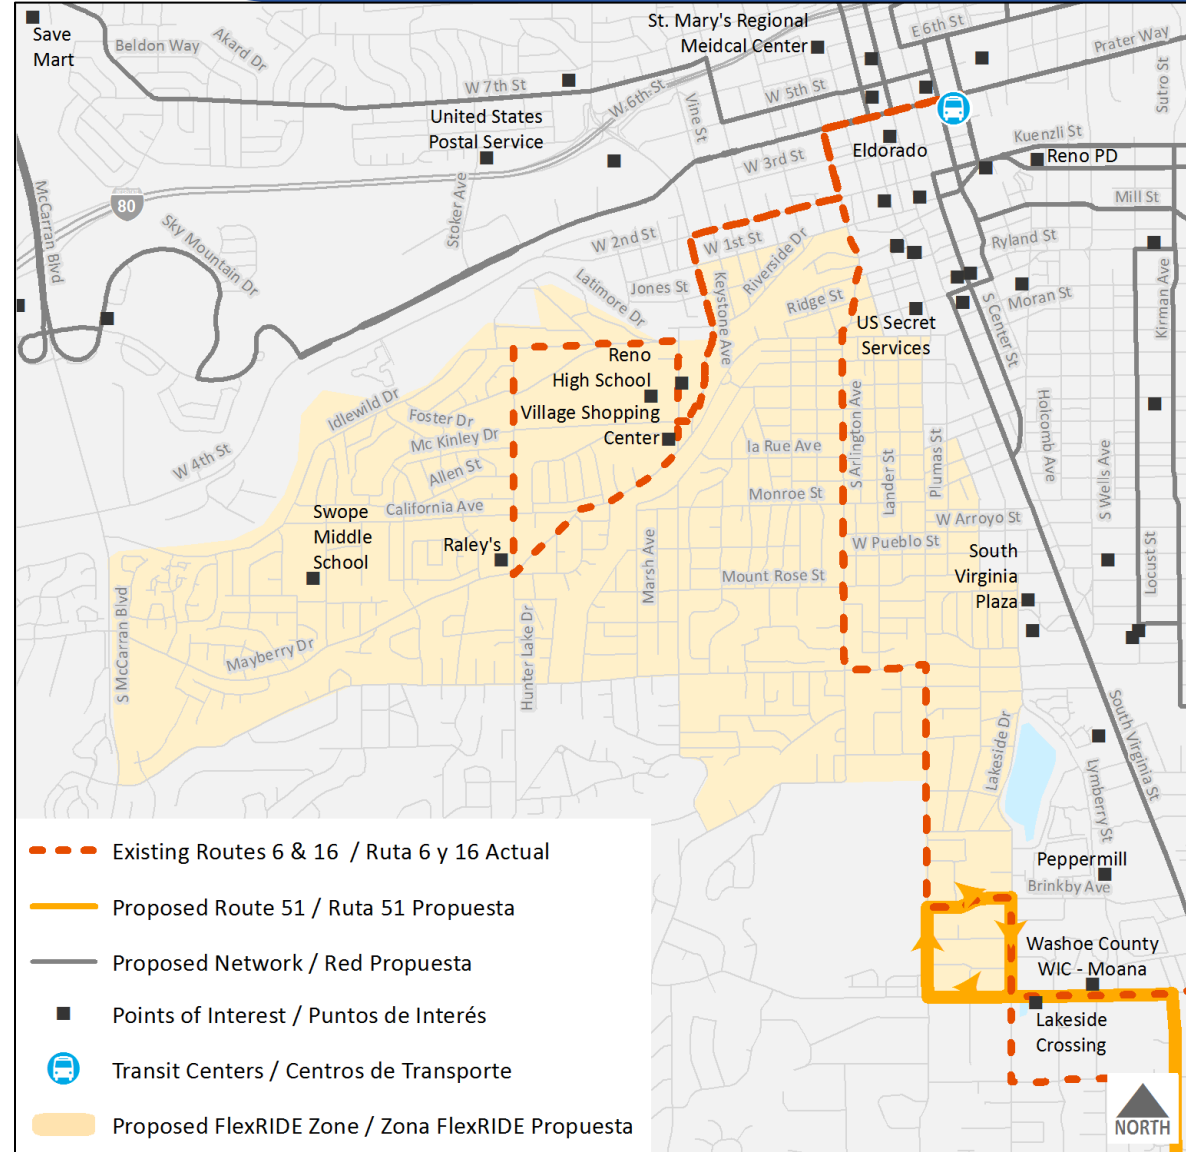 St. Mary's Regional
Meidcal Center
E 6th St
Save
Mart
Beldon Way
Akard Dr
Prater Way
W 7th St
W 6th St
W 5th St
Sutro St
United States
Postal Service
Vine St
Kuenzli St
Eldorado
Reno PD
W 3rd St
McCarran Blvd
80
Stoker Ave
Mill St
Sky Mountain Dr
W 2nd St
W 1st St
Riverside Dr
Ryland St
Latimore Dr
Jones St
Keystone Ave
Ridge St
Moran St
Kirman Ave
US Secret
Services
S Center St
Reno
High School
Idlewild Dr
Foster Dr
Village Shopping
Center
Mc Kinley Dr
S Arlington Ave
Holcomb Ave
la Rue Ave
Plumas St
Lander St
W 4th St
Allen St
California Ave
Monroe St
S Wells Ave
W Arroyo St
Swope
Middle
School
Raley's
W Pueblo St
South
Virginia
Plaza
Marsh Ave
Mount Rose St
Locust St
S McCarran Blvd
Mayberry Dr
Hunter Lake Dr
Lakeside Dr
South Virginia St
Lymberry St
Peppermill
Brinkby Ave
Washoe County
WIC - Moana
Lakeside
Crossing
NORTH
Existing Routes 6 & 16 / Ruta 6 y 16 Actual
Proposed Route 51 / Ruta 51 Propuesta
Proposed Network / Red Propuesta
Points of Interest / Puntos de Interés
Transit Centers / Centros de Transporte
Proposed FlexRIDE Zone / Zona FlexRIDE Propuesta